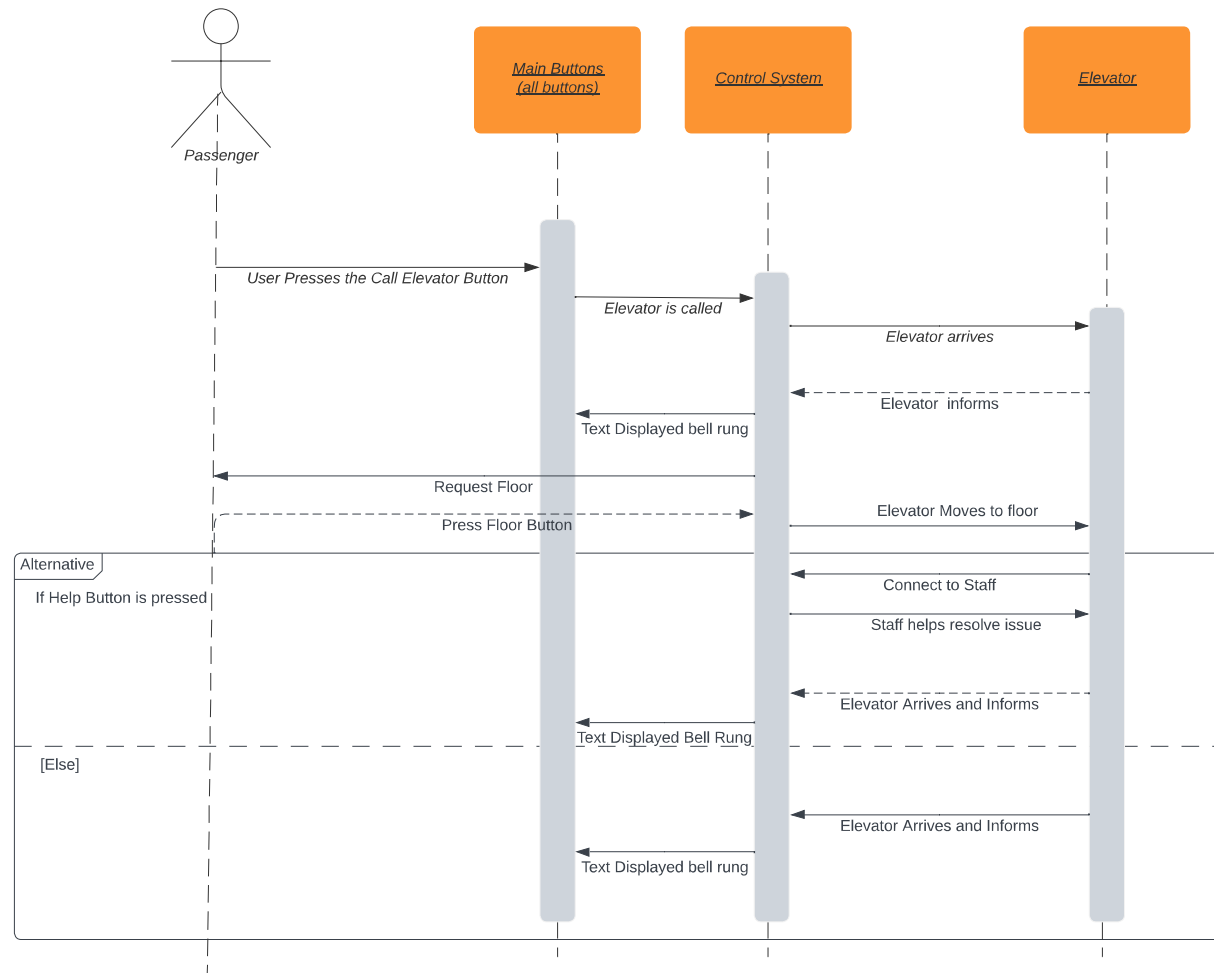 Main Buttons
(all buttons)
Control System
Elevator
Passenger
User Presses the Call Elevator Button
Elevator is called
Elevator arrives
Elevator  informs
Text Displayed bell rung
Request Floor
Elevator Moves to floor
Press Floor Button
Alternative
Connect to Staff
If Help Button is pressed
Staff helps resolve issue
Elevator Arrives and Informs
Text Displayed Bell Rung
[Else]
Elevator Arrives and Informs
Text Displayed bell rung